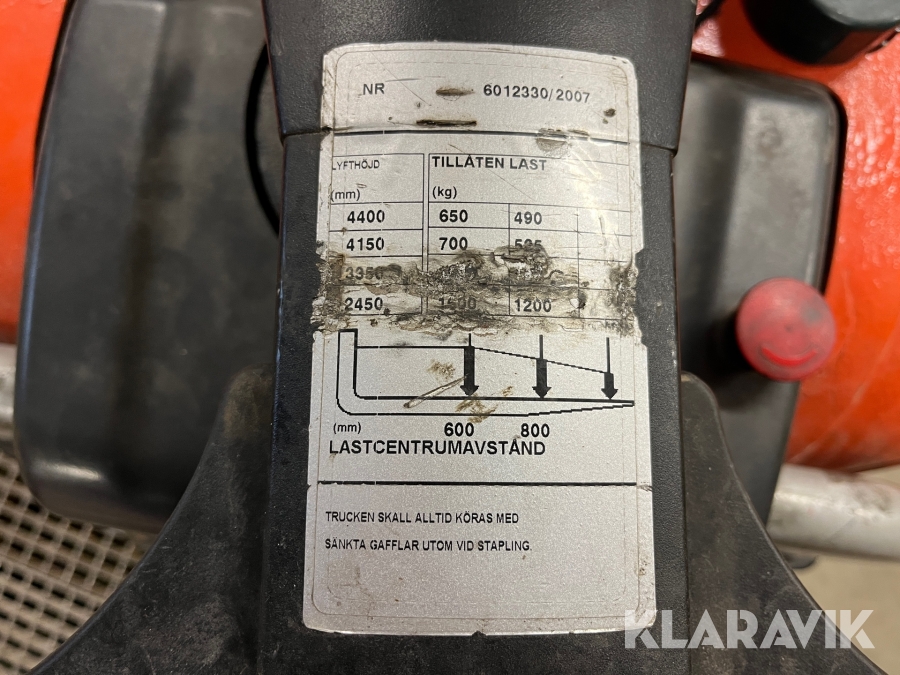 NR 6012330/2007
LYFTHÖJD TILLÅTEN LAST
(mm) (kg)
4400 650 490
4150 700
3350
2450 1200
(mm) 600 800
LASTCENTRUMAVSTÅND
TRUCKEN SKALL ALLTID KÖRAS MED
SÄNKTA GAFFLAR UTOM VID STAPLING.
KLARAVIK